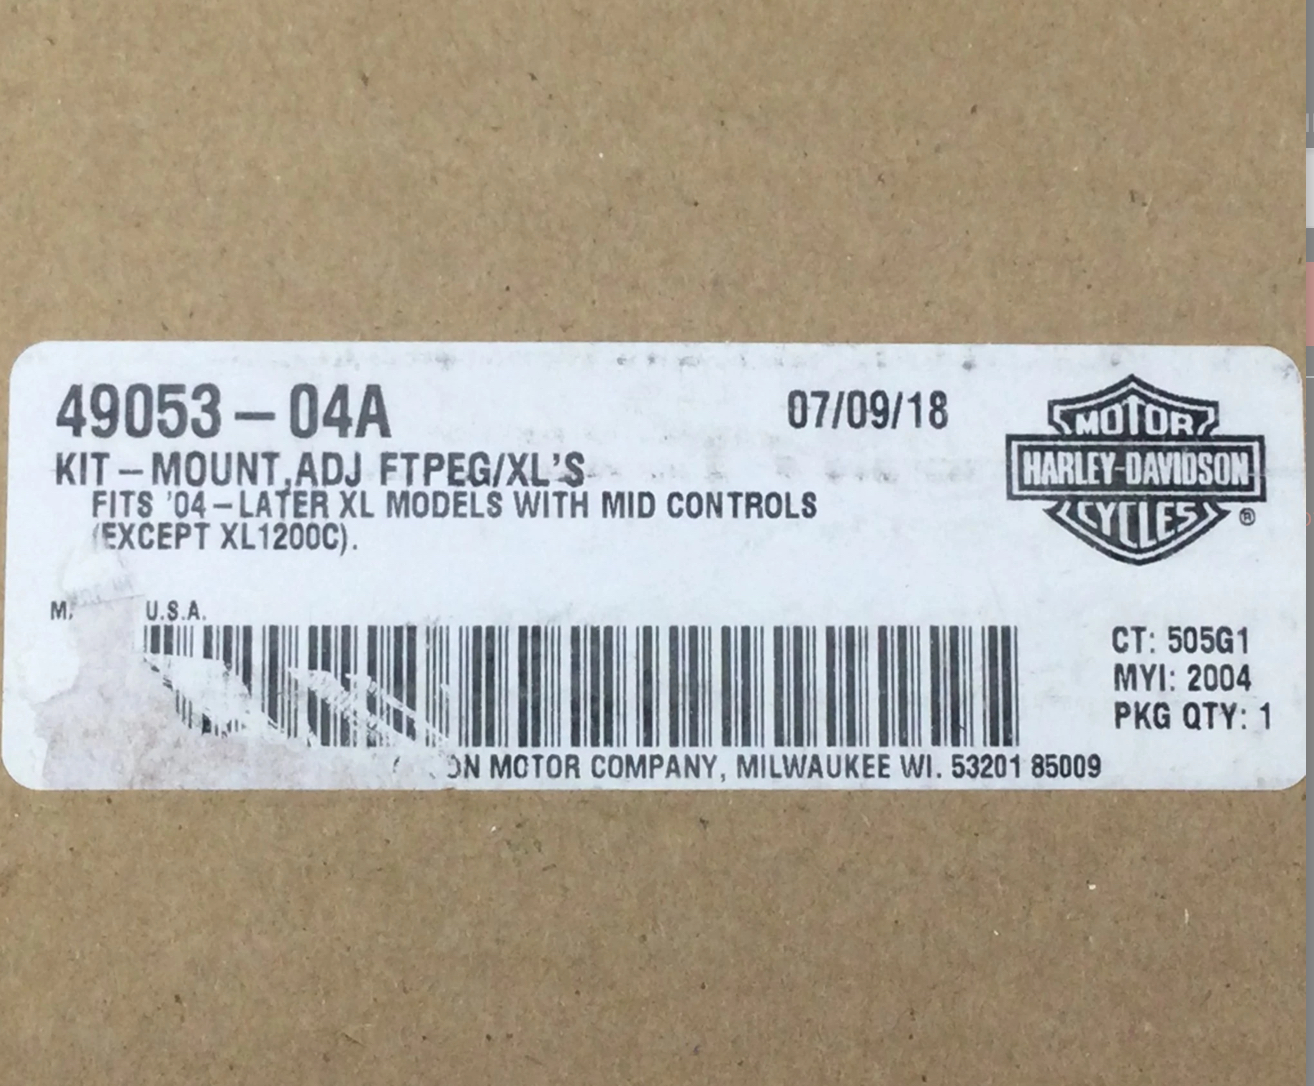 49053-04A 07/09/18
KIT-MOUNT,ADJ FTPEG/XL'S
FITS '04-LATER XL MODELS WITH MID CONTROLS
(EXCEPT XL1200C).
MOTOR
HARLEY-DAVIDSON
CYCLES ®
U.S.A.
CT: 505G1
MYI: 2004
PKG QTY: 1
MOTOR COMPANY, MILWAUKEE WI. 53201 85009